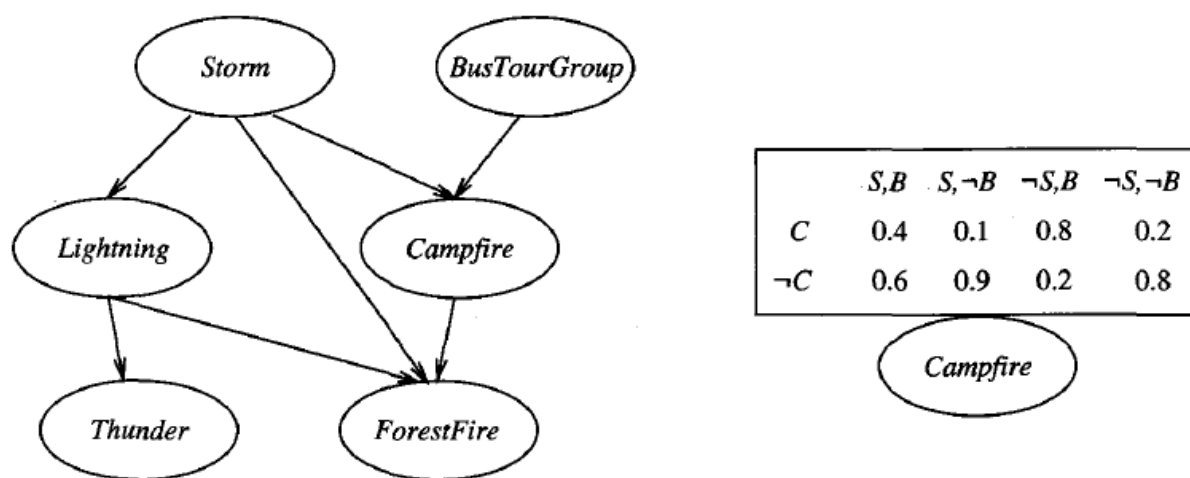 Storm
BusTourGroup
Lightning
Campfire
Thunder
ForestFire
S,B S,¬B ¬S,B ¬S,¬B
C 0.4 0.1 0.8 0.2
¬C 0.6 0.9 0.2 0.8
Campfire